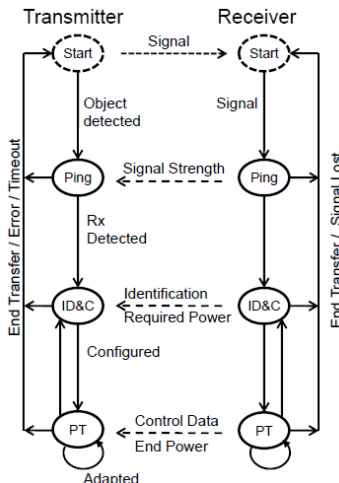 Transmitter Receiver
Start Signal Start
Object
detected
Signal
Ping Signal Strength Ping
Rx
Detected
ID&C Identification ID&C
Required Power
Configured
PT Control Data PT
End Power
Adapted
End Transfer / Error / Timeout
End Transfer / Signal Lost